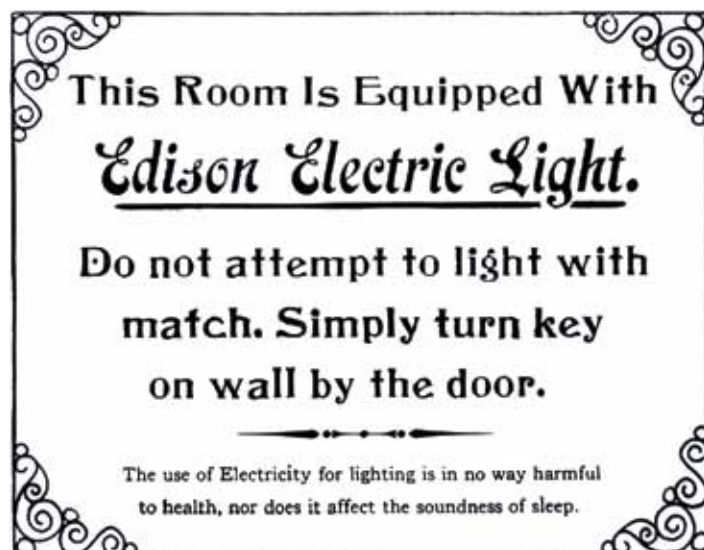 This Room Is Equipped With
Edison Electric Light.
Do not attempt to light with
match. Simply turn key
on wall by the door.
The use of Electricity for lighting is in no way harmful
to health, nor does it affect the soundness of sleep.